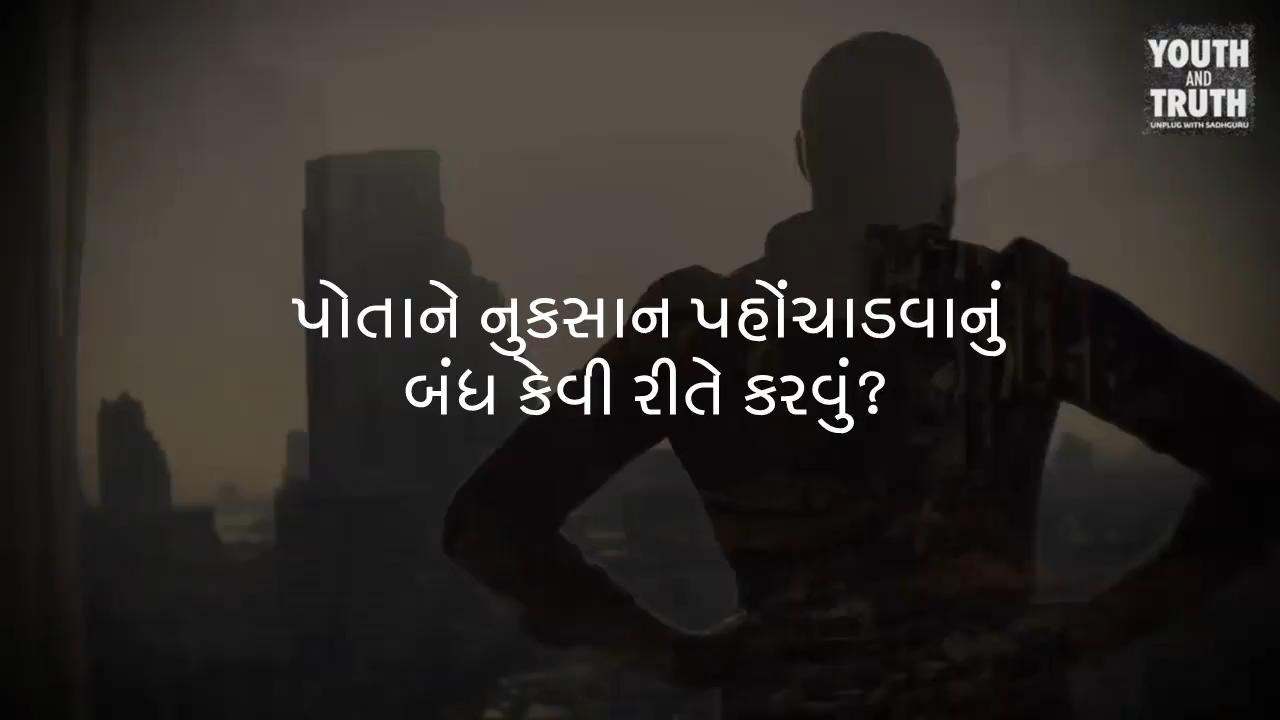 YOUTH
AND
TRUTH
UNPLUG WITH SADHGURU
પોતાને નુકસાન પહોંચાડવાનું
બંધ કેવી રીતે કરવું?